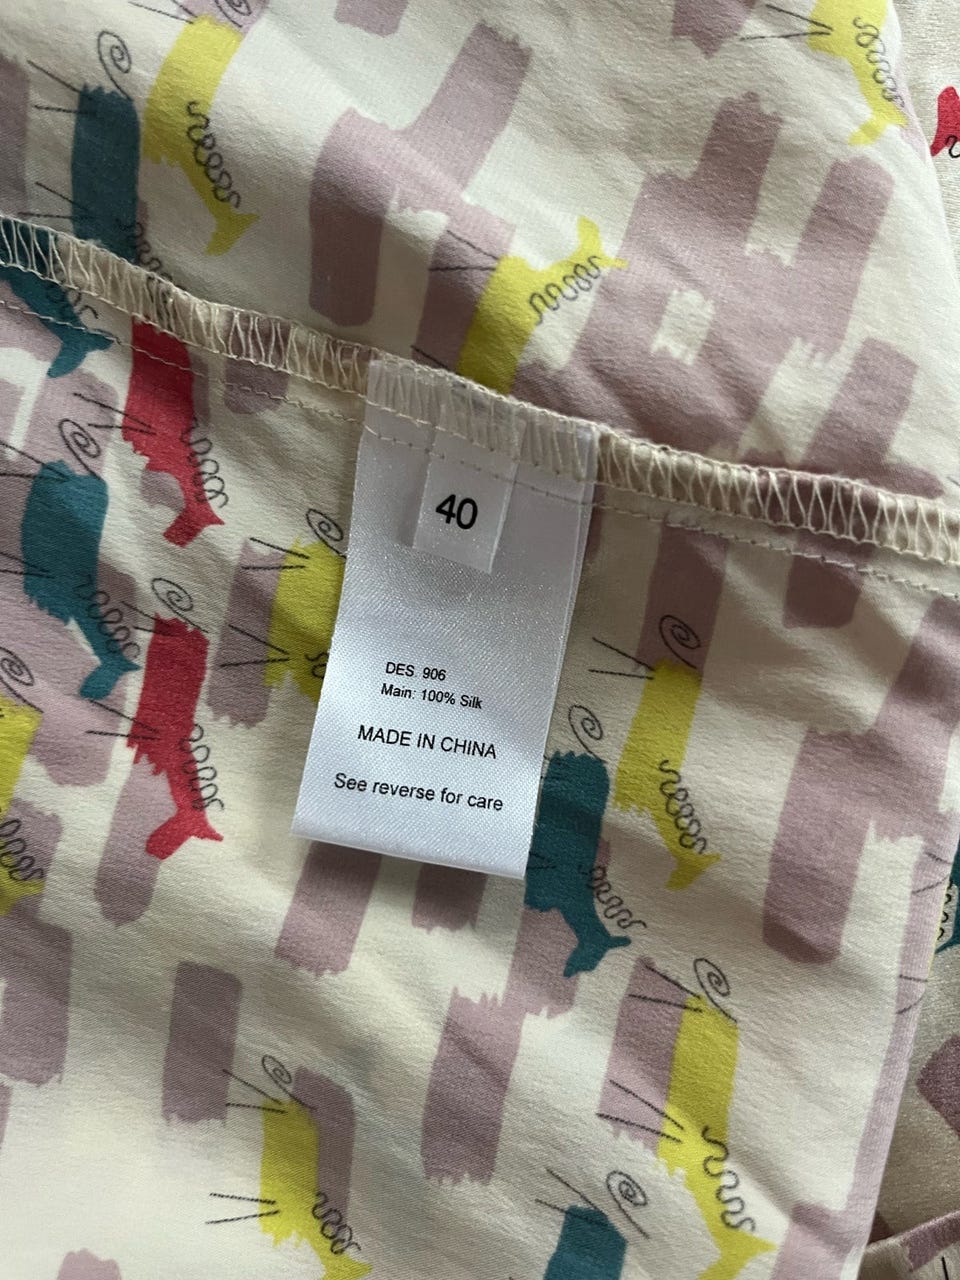 40
DES. 906
Main: 100% Silk
MADE IN CHINA
See reverse for care